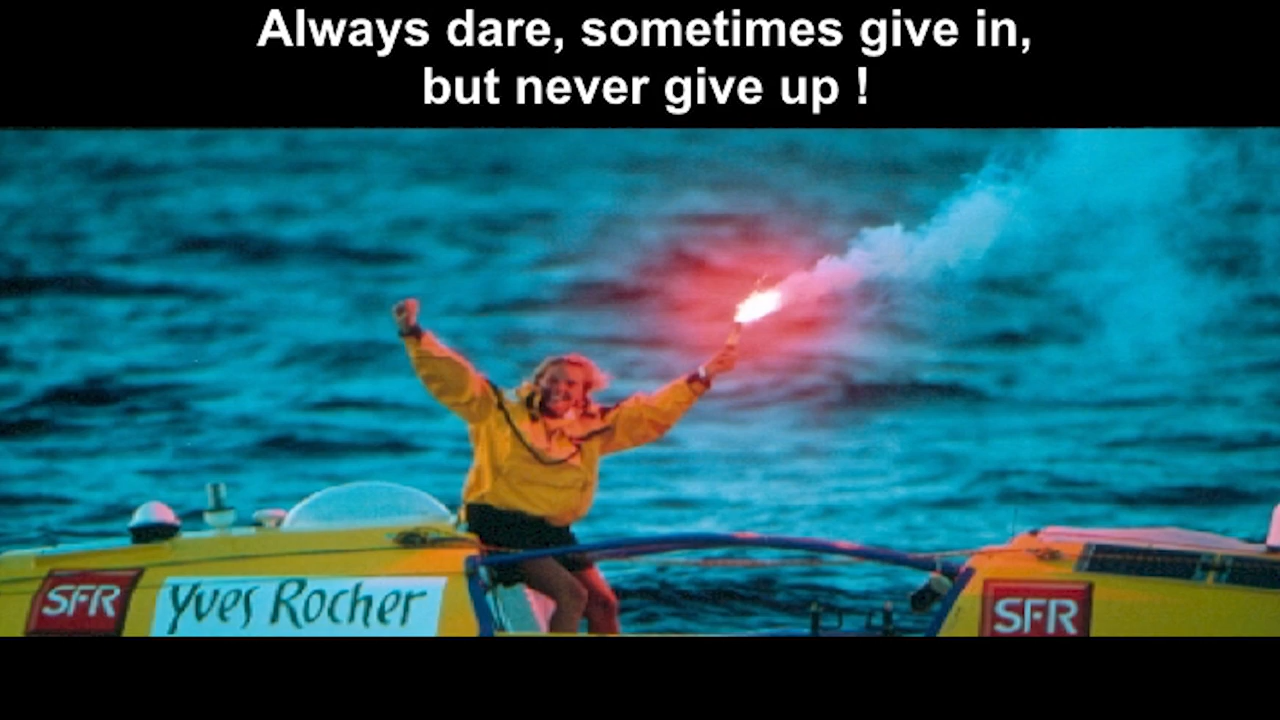 Always dare, sometimes give in,
but never give up !
SFR
Yves Rocher
SFR